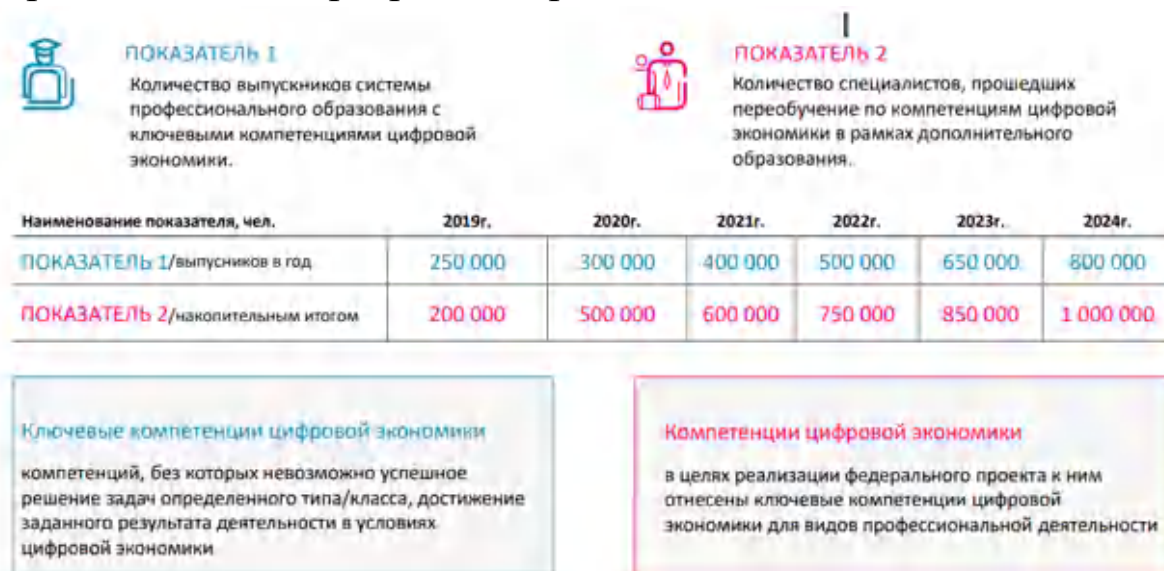 ПОКАЗАТЕЛЬ 1
Количество выпускников системы
профессионального образования с
ключевыми компетенциями цифровой
экономики.
ПОКАЗАТЕЛЬ 2
Количество специалистов, прошедших
переобучение по компетенциям цифровой
экономики в рамках дополнительного
образования.
Наименование показателя, чел. 2019г. 2020г. 2021г. 2022г. 2023г. 2024г.
ПОКАЗАТЕЛЬ 1/выпускников в год 250 000 300 000 400 000 500 000 650 000 800 000
ПОКАЗАТЕЛЬ 2/накопительным итогом 200 000 500 000 600 000 750 000 850 000 1 000 000
Ключевые компетенции цифровой экономики
компетенций, без которых невозможно успешное
решение задач определенного типа/класса, достижение
заданного результата деятельности в условиях
цифровой экономики
Компетенции цифровой экономики
в целях реализации федерального проекта к ним
отнесены ключевые компетенции цифровой
экономики для видов профессиональной деятельности